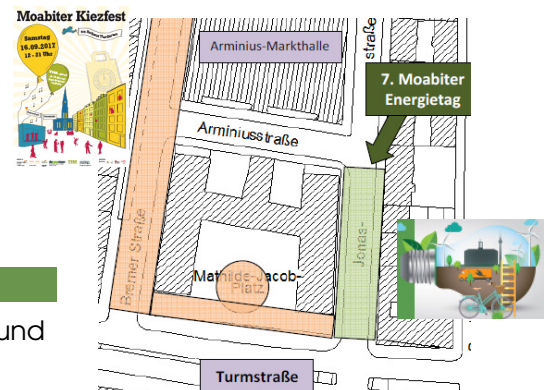 Moabiter Kiezfest
Samstag
16.09.2017
12 - 21 Uhr
Arminius-Markthalle
straße
7. Moabiter
Energietag
Arminiusstraße
Bremer Straße
Jonas-
Mathilde-Jacob-
Platz
und
Turmstraße